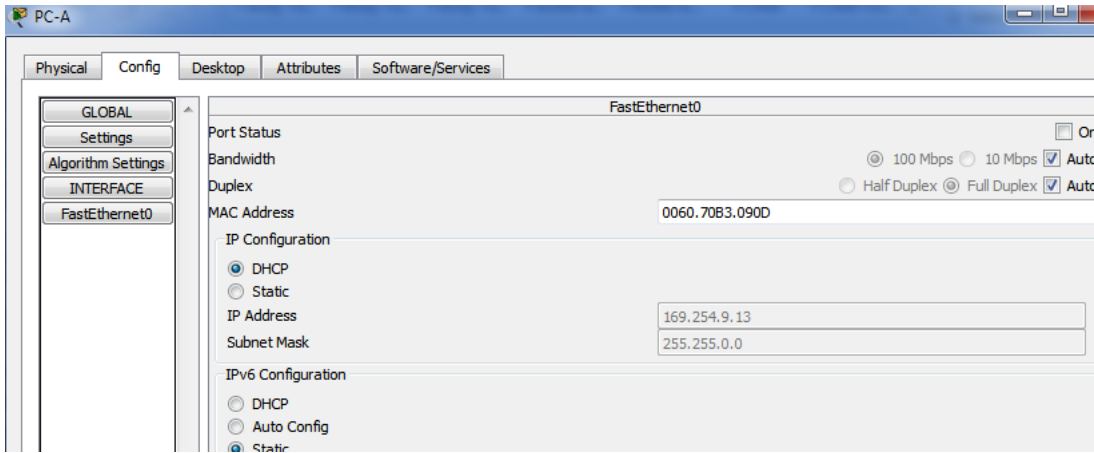 PC-A
Physical Config Desktop Attributes Software/Services
GLOBAL
Settings
Algorithm Settings
INTERFACE
FastEthernet0
FastEthernet0
Port Status
Bandwidth 100 Mbps 10 Mbps Auto
Duplex Half Duplex Full Duplex Auto
MAC Address 0060.70B3.090D
IP Configuration
DHCP
Static
IP Address 169.254.9.13
Subnet Mask 255.255.0.0
IPv6 Configuration
DHCP
Auto Config
Static